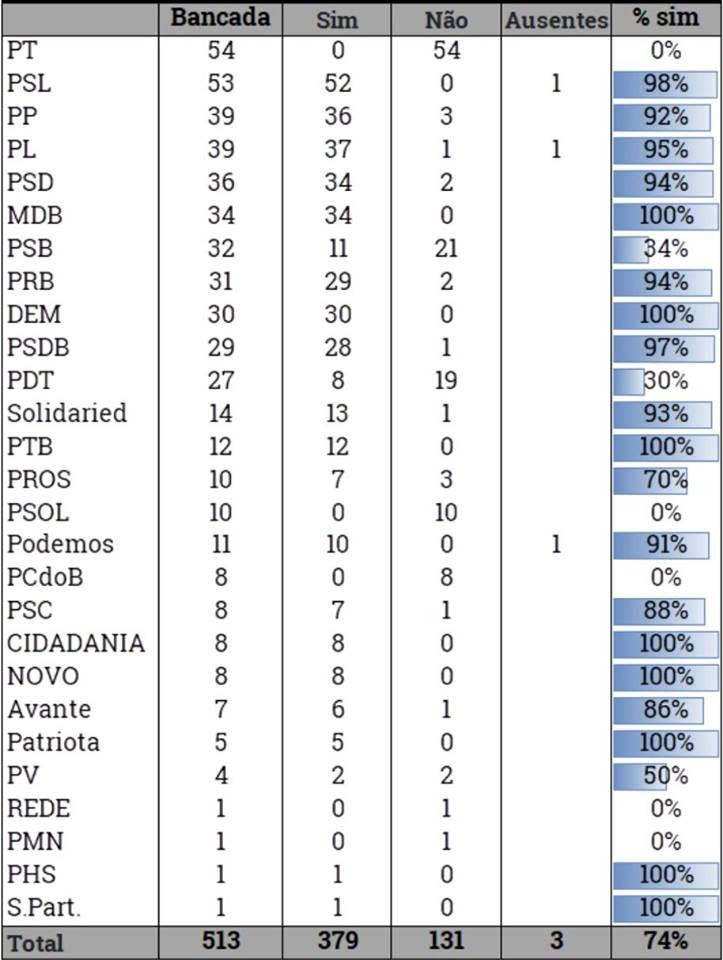 Bancada Sim Não Ausentes % sim
PT 54 0 54 0%
PSL 53 52 0 1 98%
PP 39 36 3 92%
PL 39 37 1 1 95%
PSD 36 34 2 94%
MDB 34 34 0 100%
PSB 32 11 21 34%
PRB 31 29 2 94%
DEM 30 30 0 100%
PSDB 29 28 1 97%
PDT 27 8 19 30%
Solidaried 14 13 1 93%
PTB 12 12 0 100%
PROS 10 7 3 70%
PSOL 10 0 10 0%
Podemos 11 10 0 1 91%
PCdoB 8 0 8 0%
PSC 8 7 1 88%
CIDADANIA 8 8 0 100%
NOVO 8 8 0 100%
Avante 7 6 1 86%
Patriota 5 5 0 100%
PV 4 2 2 50%
REDE 1 0 1 0%
PMN 1 0 1 0%
PHS 1 1 0 100%
S.Part. 1 1 0 100%
Total 513 379 131 3 74%